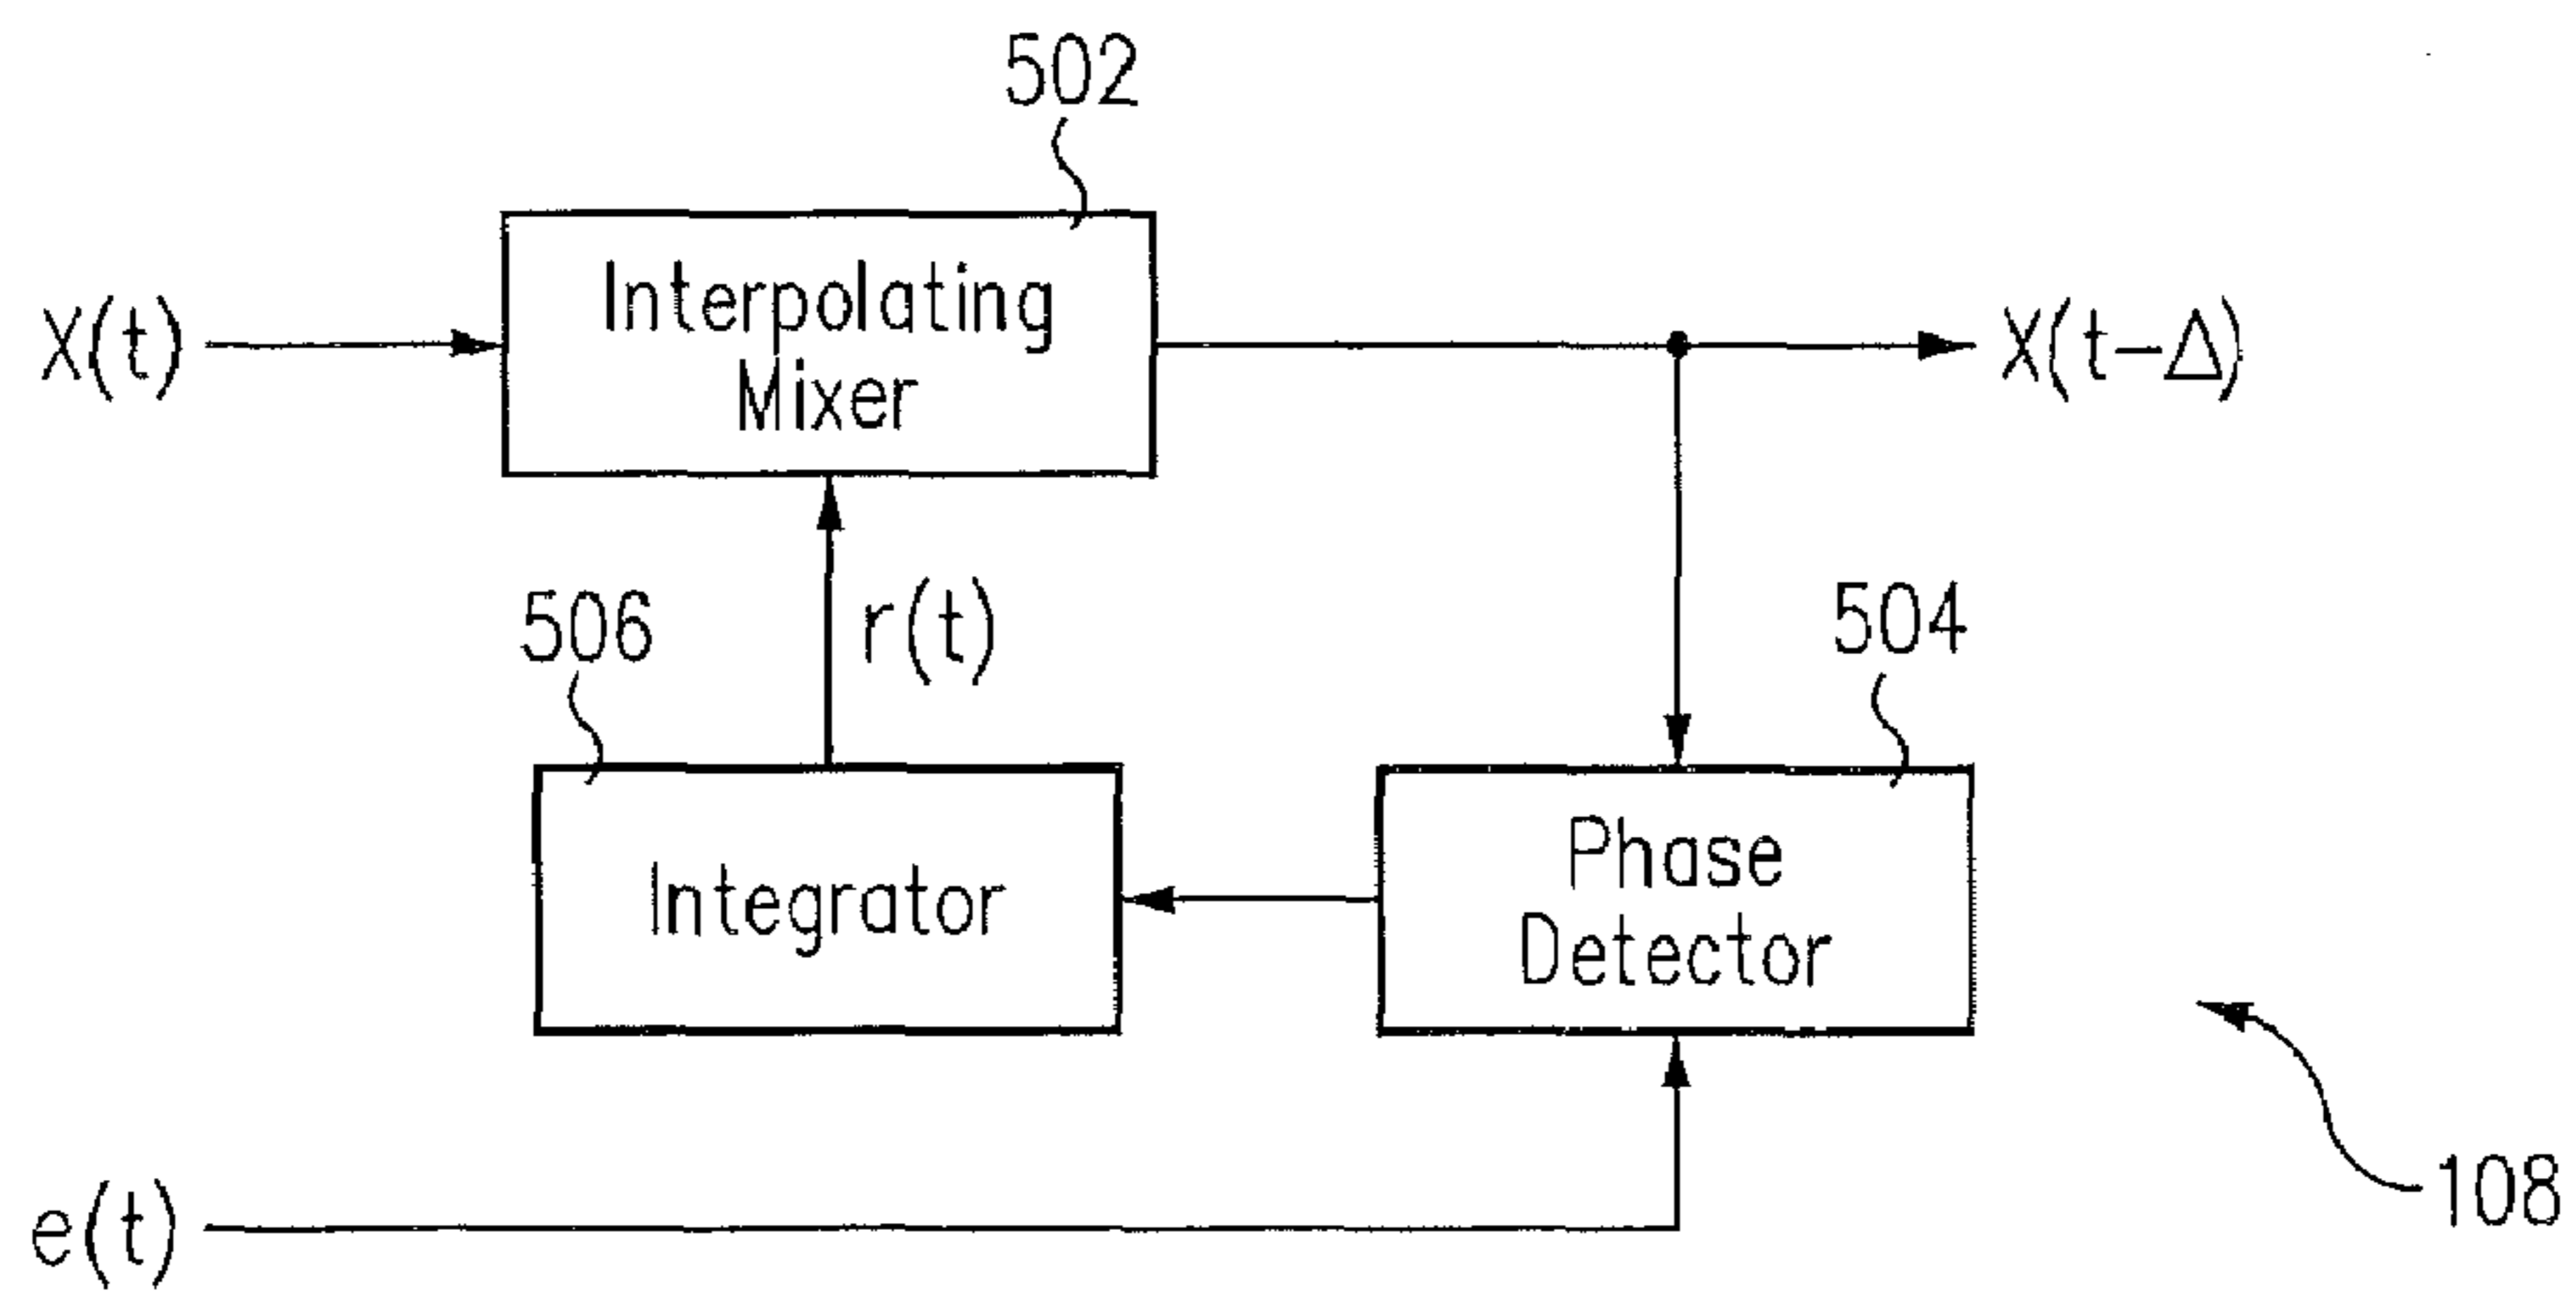 502
X(t)
Interpolating
Mixer
X(t-Δ)
506
r(t)
504
Integrator
Phase
Detector
e(t)
108